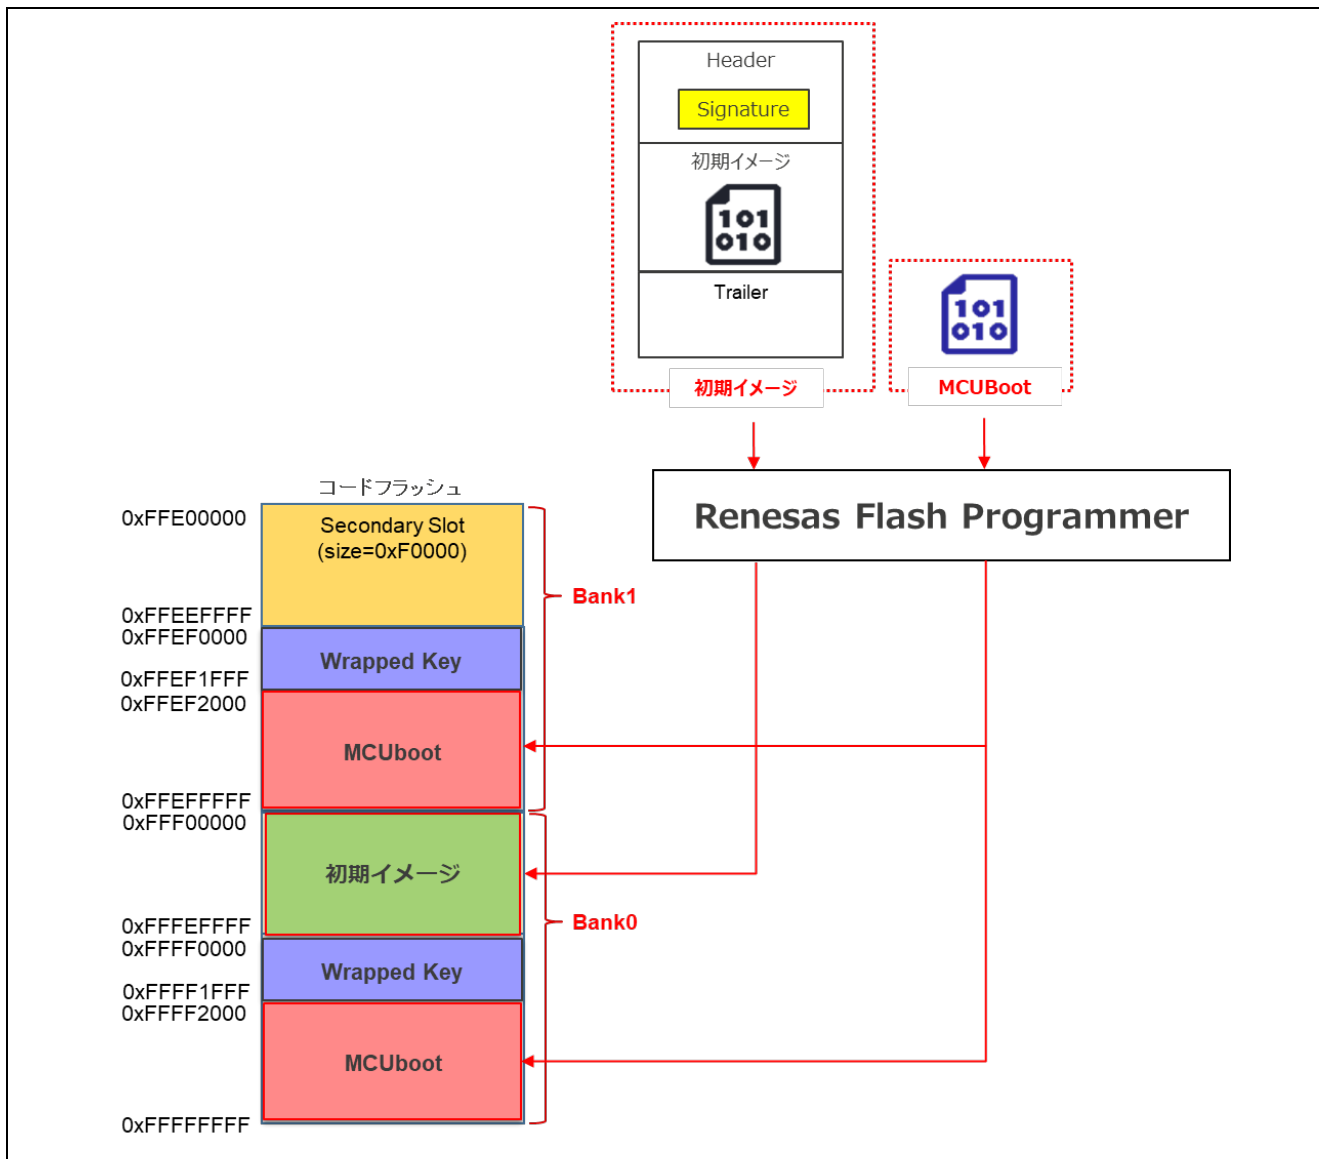 Header
Signature
初期イメージ
101
010
Trailer
初期イメージ
101
010
MCUBoot
Renesas Flash Programmer
コードフラッシュ
0xFFE00000
Secondary Slot
(size=0xF0000)
Bank1
0xFFEEFFFF
0xFFEF0000
Wrapped Key
0xFFEF1FFF
0xFFEF2000
MCUboot
0xFFEFFFFF
0xFFF00000
初期イメージ
Bank0
0xFFFEFFFF
0xFFFF0000
Wrapped Key
0xFFFF1FFF
0xFFFF2000
MCUboot
0xFFFFFFFF